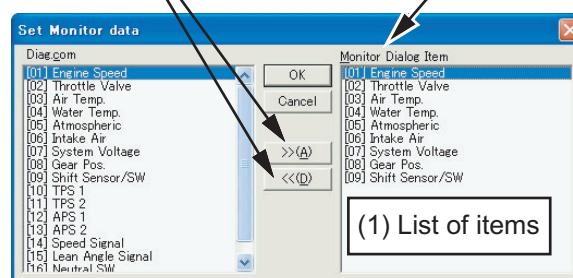 Set Monitor data
Diag.com
[01] Engine Speed
[02] Throttle Valve
[03] Air Temp.
[04] Water Temp.
[05] Atmospheric
[06] Intake Air
[07] System Voltage
[08] Gear Pos.
[09] Shift Sensor/SW
[10] TPS 1
[11] TPS 2
[12] APS 1
[13] APS 2
[14] Speed Signal
[15] Lean Angle Signal
[16] Neutral SW
OK
Cancel
>>(A)
<<(D)
Monitor Dialog Item
[01] Engine Speed
[02] Throttle Valve
[03] Air Temp.
[04] Water Temp.
[05] Atmospheric
[06] Intake Air
[07] System Voltage
[08] Gear Pos.
[09] Shift Sensor/SW
(1) List of items